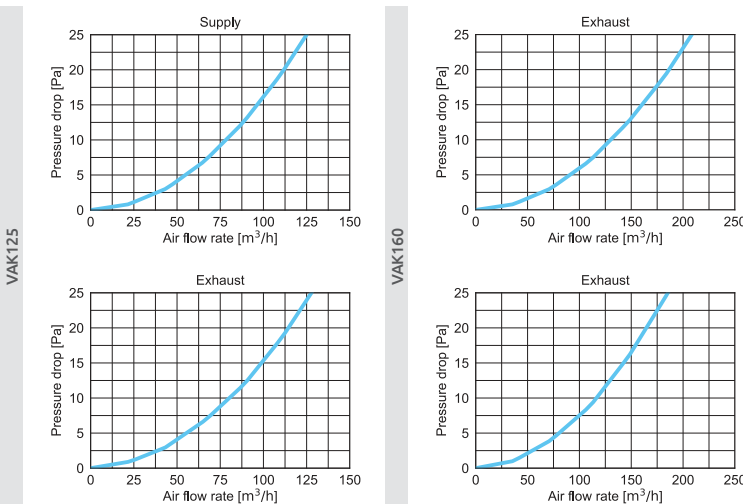 VAK125
Supply
Pressure drop [Pa]
25
20
15
10
5
0
0 25 50 75 100 125 150
Air flow rate [m³/h]
Exhaust
Pressure drop [Pa]
25
20
15
10
5
0
0 25 50 75 100 125 150
Air flow rate [m³/h]
VAK160
Exhaust
Pressure drop [Pa]
25
20
15
10
5
0
0 50 100 150 200 250
Air flow rate [m³/h]
Exhaust
Pressure drop [Pa]
25
20
15
10
5
0
0 50 100 150 200 250
Air flow rate [m³/h]